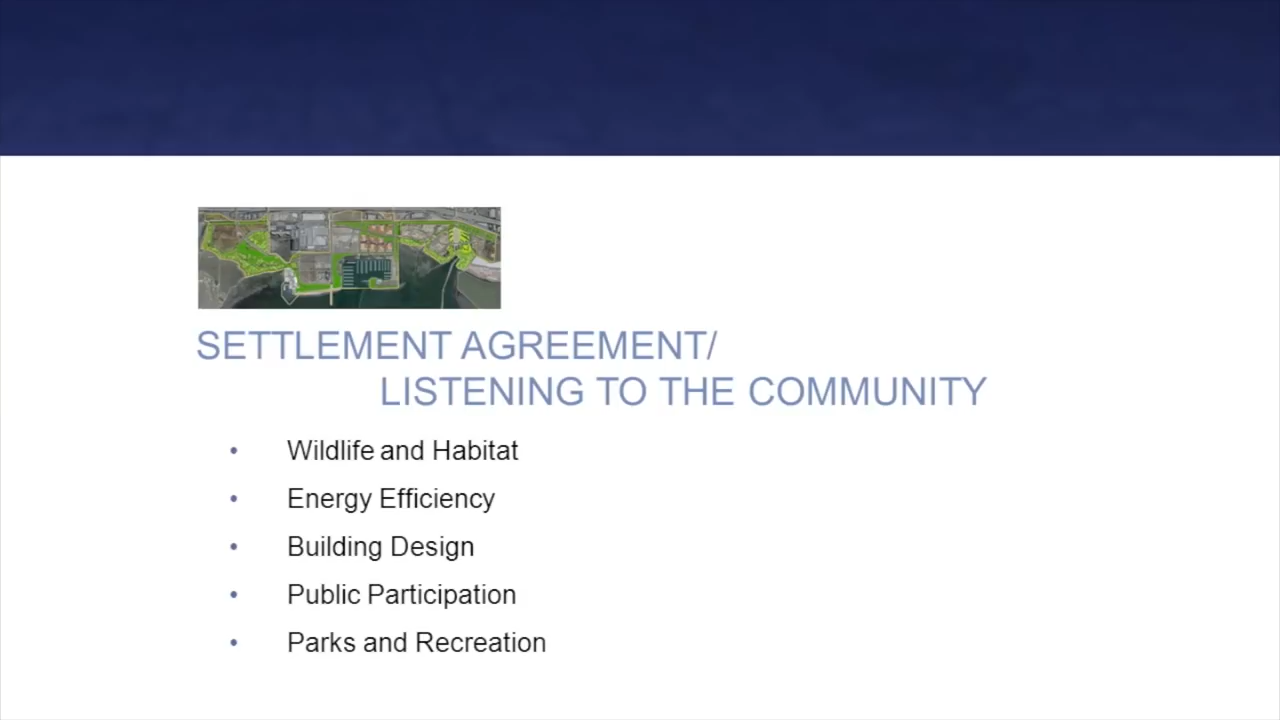 SETTLEMENT AGREEMENT/
LISTENING TO THE COMMUNITY
• Wildlife and Habitat
• Energy Efficiency
• Building Design
• Public Participation
• Parks and Recreation